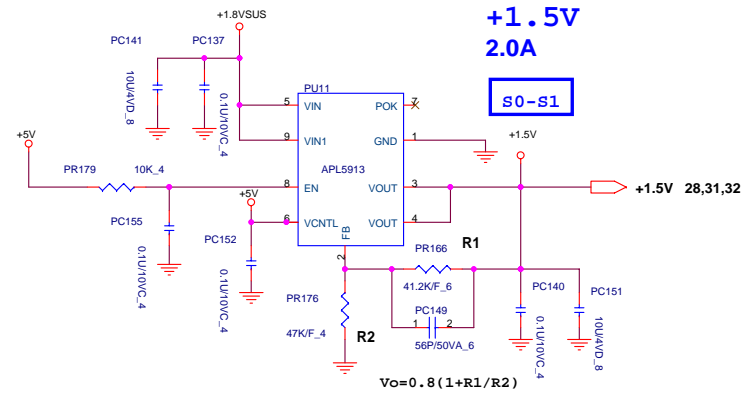 +1.5V
2.0A
S0-S1
+1.8VSUS
PC141
PC137
10U/4VD_8
0.1U/10VC_4
PU11
5 VIN
POK 7
9 VIN1
GND 1
APL5913
8 EN
VOUT 3
6 VCNTL
VOUT 4
FB
2
+5V
PR179 10K_4
PC155
0.1U/10VC_4
+5V
PC152
0.1U/10VC_4
+1.5V
+1.5V 28,31,32
R1
PR166
41.2K/F_6
PC149
1 2
56P/50VA_6
PR176
47K/F_4
R2
PC140
0.1U/10VC_4
PC151
10U/4VD_8
Vo=0.8(1+R1/R2)